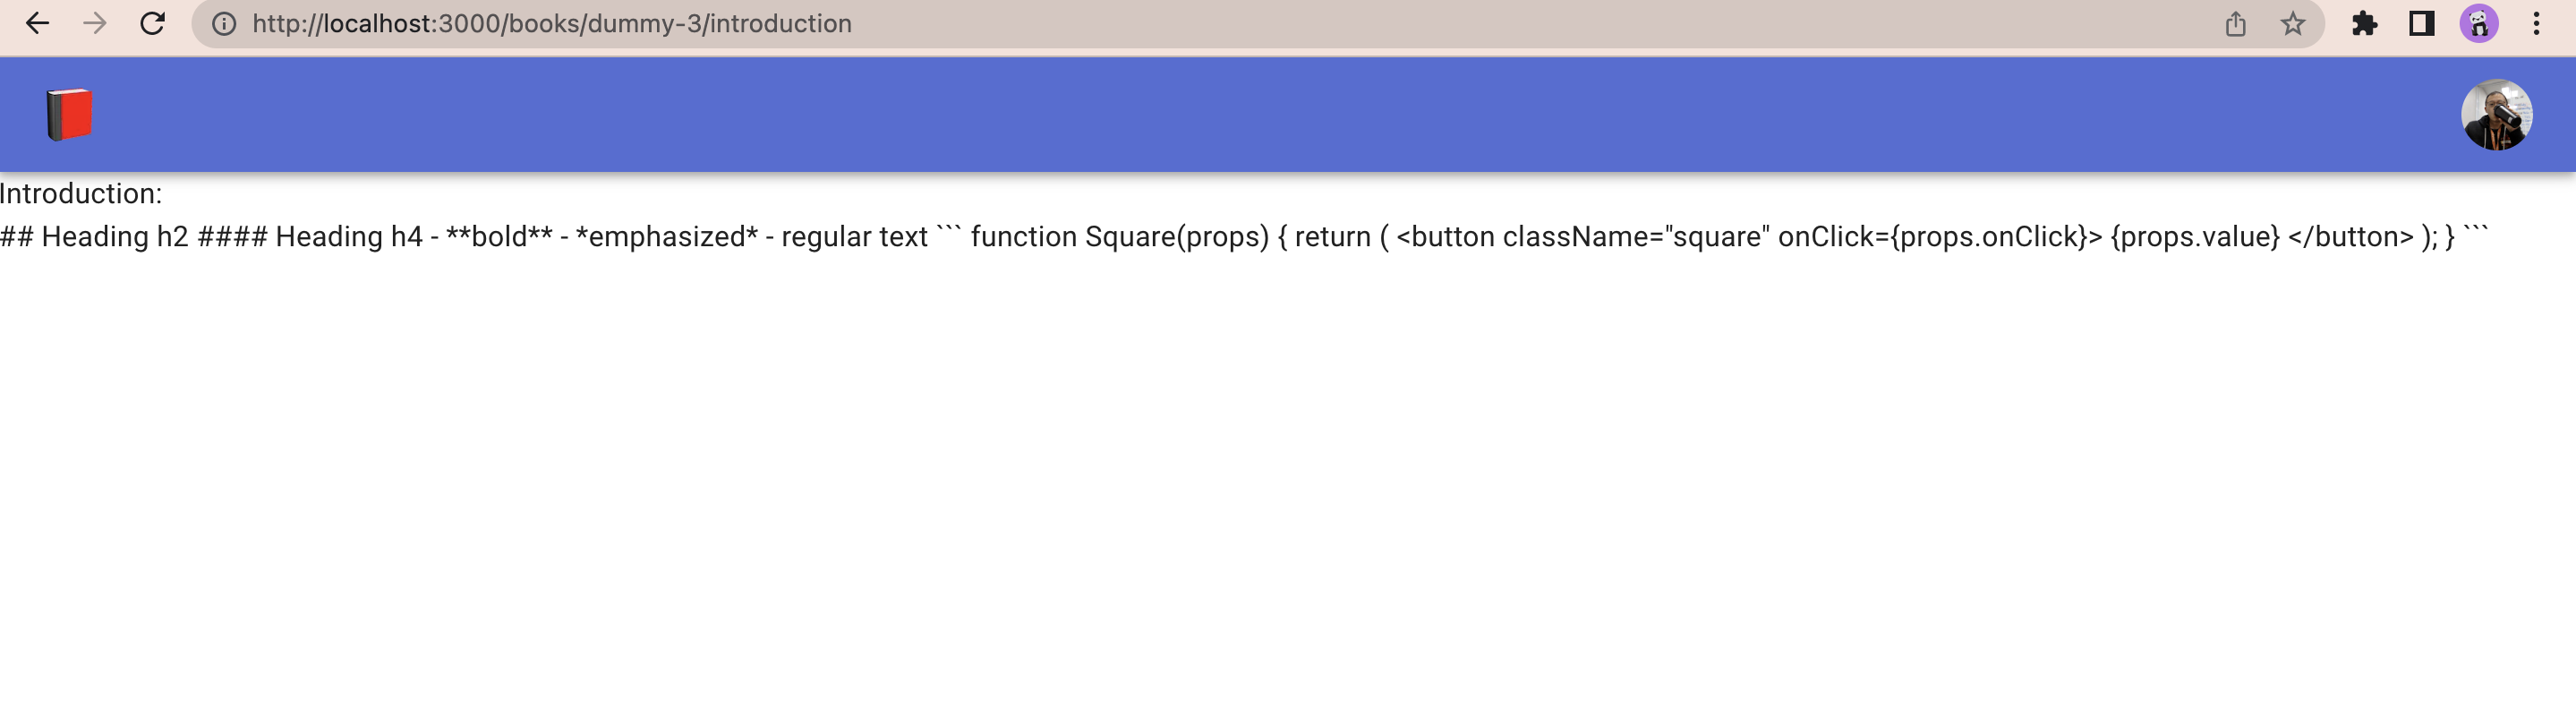 http://localhost:3000/books/dummy-3/introduction
Introduction:
## Heading h2 #### Heading h4 - **bold** - *emphasized* - regular text ``` function Square(props) { return ( <button className="square" onClick={props.onClick}> {props.value} </button> ); } ```